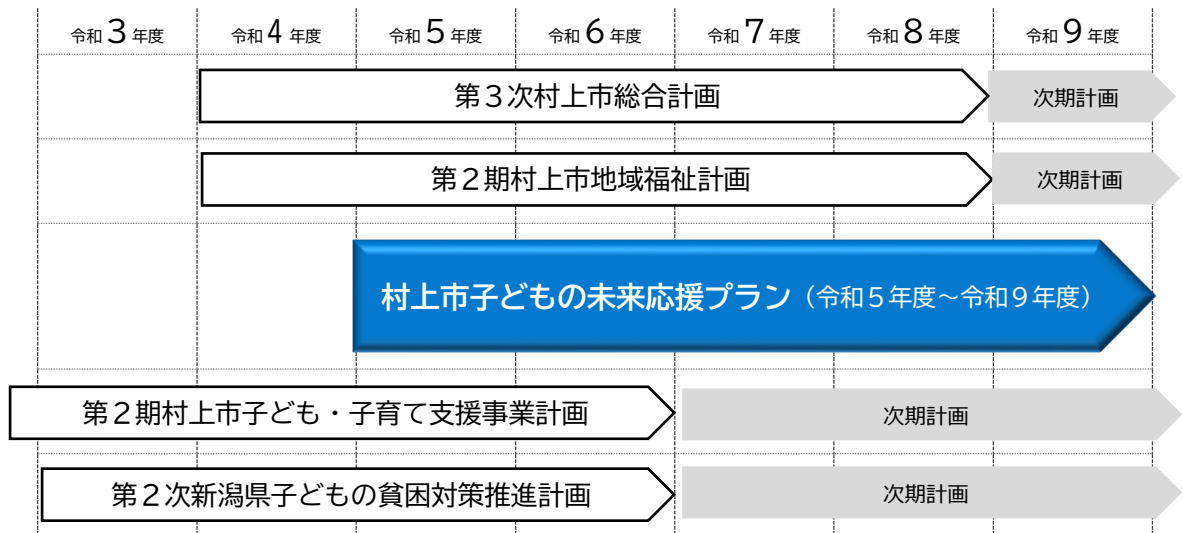 令和3年度 令和4年度 令和5年度 令和6年度 令和7年度 令和8年度 令和9年度
第3次村上市総合計画 次期計画
第2期村上市地域福祉計画 次期計画
村上市子どもの未来応援プラン（令和5年度～令和9年度）
第2期村上市子ども・子育て支援事業計画 次期計画
第2次新潟県子どもの貧困対策推進計画 次期計画